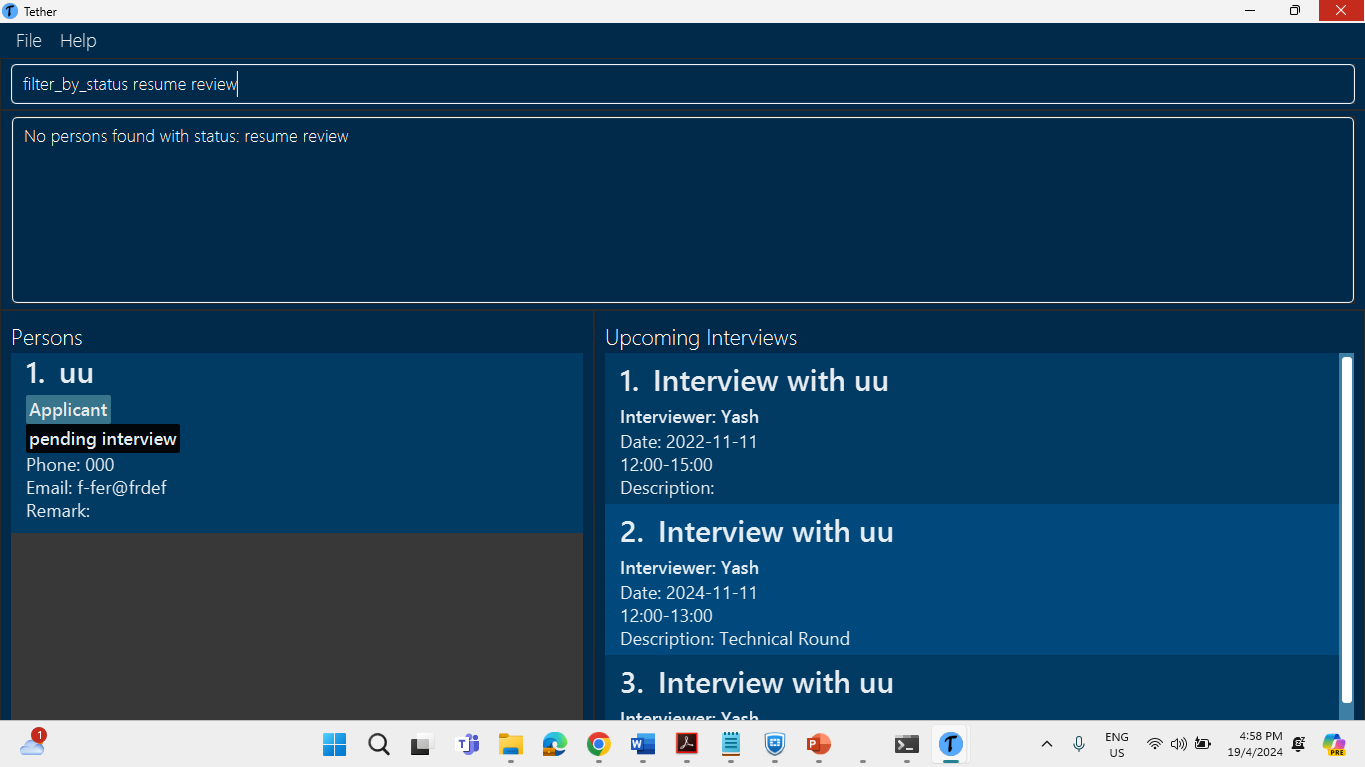 Tether
File Help
filter_by_status resume review
No persons found with status: resume review
Persons
1. uu
Applicant
pending interview
Phone: 000
Email: f-fer@frdef
Remark:
Upcoming Interviews
1. Interview with uu
Interviewer: Yash
Date: 2022-11-11
12:00-15:00
Description:
2. Interview with uu
Interviewer: Yash
Date: 2024-11-11
12:00-13:00
Description: Technical Round
3. Interview with uu
Interviewer: Yash
1
ENG
US
4:58 PM
19/4/2024
PRE